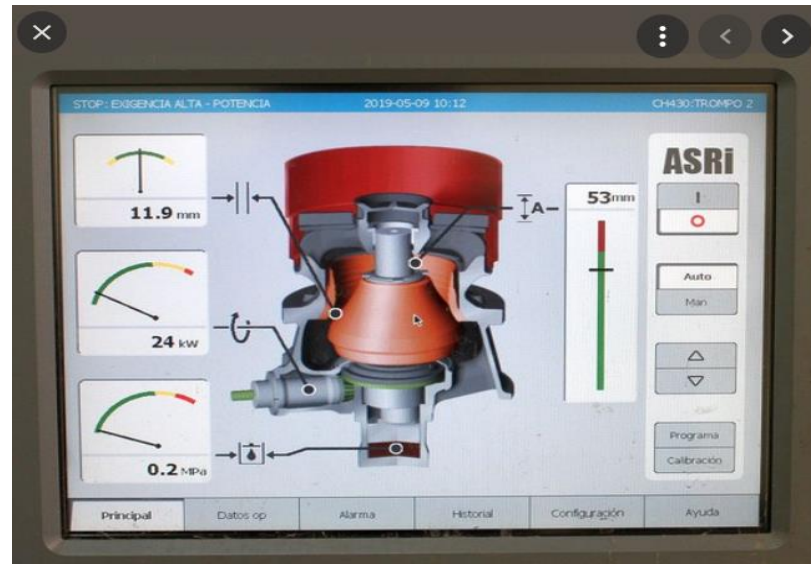 STOP: EXIGENCIA ALTA - POTENCIA 2019-05-09 10:12 CH430:TROMPO 2
ASRi
11.9 mm
A
53mm
I
O
Auto
Man
24 kW
0.2 MPa
Programa
Calibración
Principal Datos op Alarma Historial Configuración Ayuda